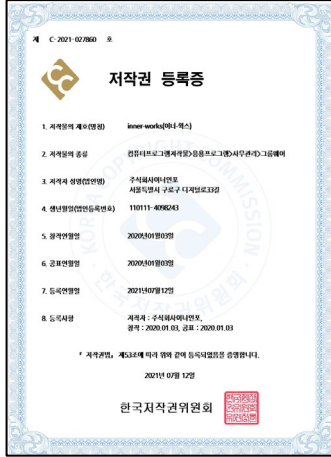 제 C-2021-027860 호
저작권 등록증
1. 저작물의 제호(명칭) inner-works(이너-웍스)
2. 저작물의 종류 컴퓨터프로그램저작물>응용프로그램>사무관리>그룹웨어
3. 저작자 성명(법인명) 주식회사이너인포
서울특별시 구로구 디지털로33길
4. 생년월일(법인등록번호) 110111-4098243
5. 창작연월일 2020년01월03일
6. 공표연월일 2020년01월03일
7. 등록연월일 2021년07월12일
8. 등록사항 저작자 : 주식회사이너인포,
창작 : 2020.01.03, 공표 : 2020.01.03
『 저작권법』 제53조에 따라 위와 같이 등록되었음을 증명합니다.
2021년 07월 12일
한국저작권위원회